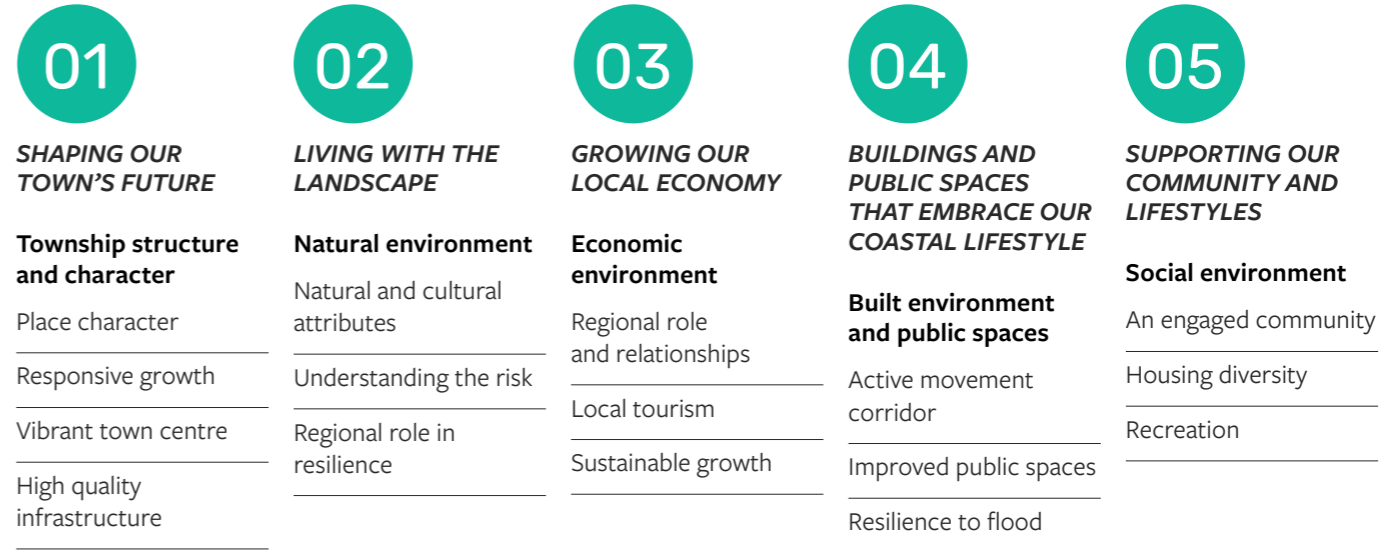 01
SHAPING OUR
TOWN'S FUTURE
Township structure
and character
Place character
Responsive growth
Vibrant town centre
High quality
infrastructure
02
LIVING WITH THE
LANDSCAPE
Natural environment
Natural and cultural
attributes
Understanding the risk
Regional role in
resilience
03
GROWING OUR
LOCAL ECONOMY
Economic
environment
Regional role
and relationships
Local tourism
Sustainable growth
04
BUILDINGS AND
PUBLIC SPACES
THAT EMBRACE OUR
COASTAL LIFESTYLE
Built environment
and public spaces
Active movement
corridor
Improved public spaces
Resilience to flood
05
SUPPORTING OUR
COMMUNITY AND
LIFESTYLES
Social environment
An engaged community
Housing diversity
Recreation